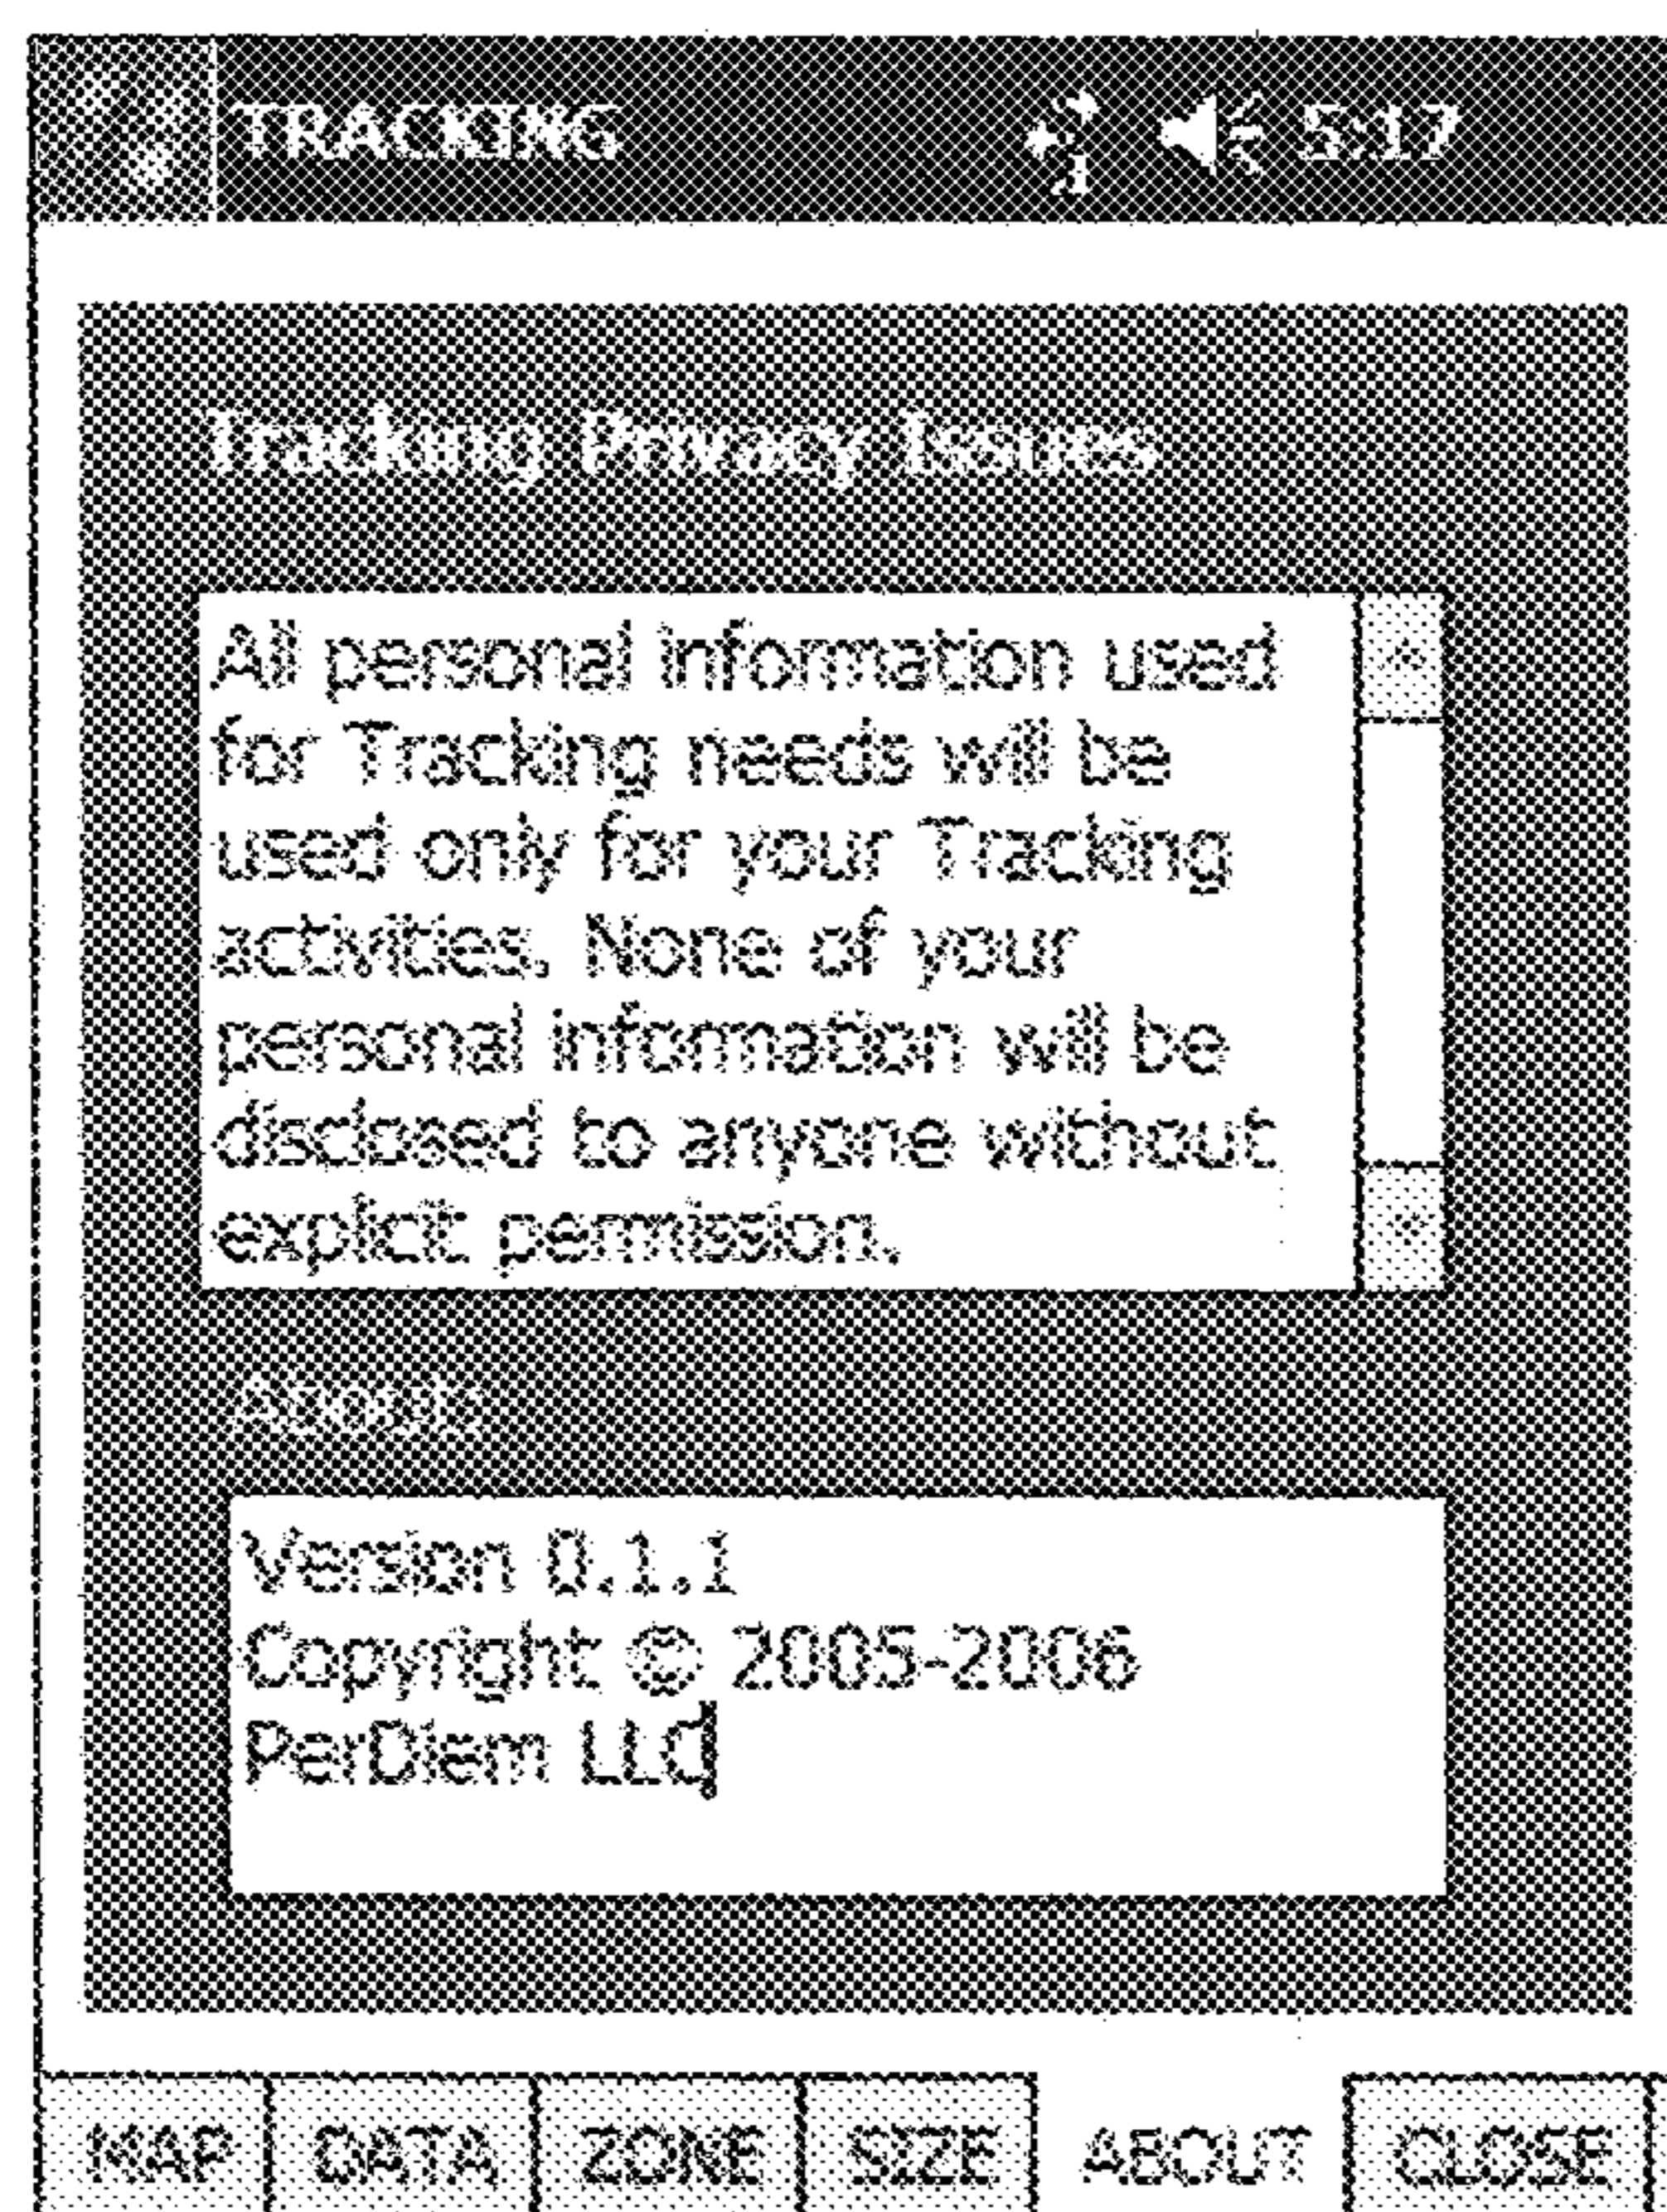 TRACKING 5:17
Tracking Privacy Issues
All personal information used
for Tracking needs will be
used only for your Tracking
activities. None of your
personal information will be
disclosed to anyone without
explicit permission.
About:
Version 0.1.1
Copyright © 2005-2006
PerDiem LLC
MAP DATA ZONE SIZE ABOUT CLOSE